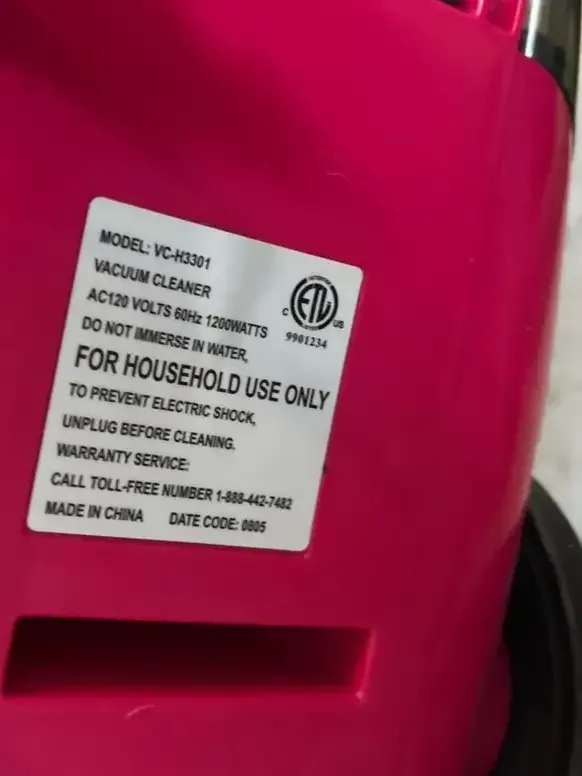 MODEL: VC-H3301
VACUUM CLEANER
AC120 VOLTS 60Hz 1200WATTS
DO NOT IMMERSE IN WATER,
FOR HOUSEHOLD USE ONLY
TO PREVENT ELECTRIC SHOCK,
UNPLUG BEFORE CLEANING.
WARRANTY SERVICE:
CALL TOLL-FREE NUMBER 1-888-442-7482
MADE IN CHINA DATE CODE: 0805
C ETL US
9901234